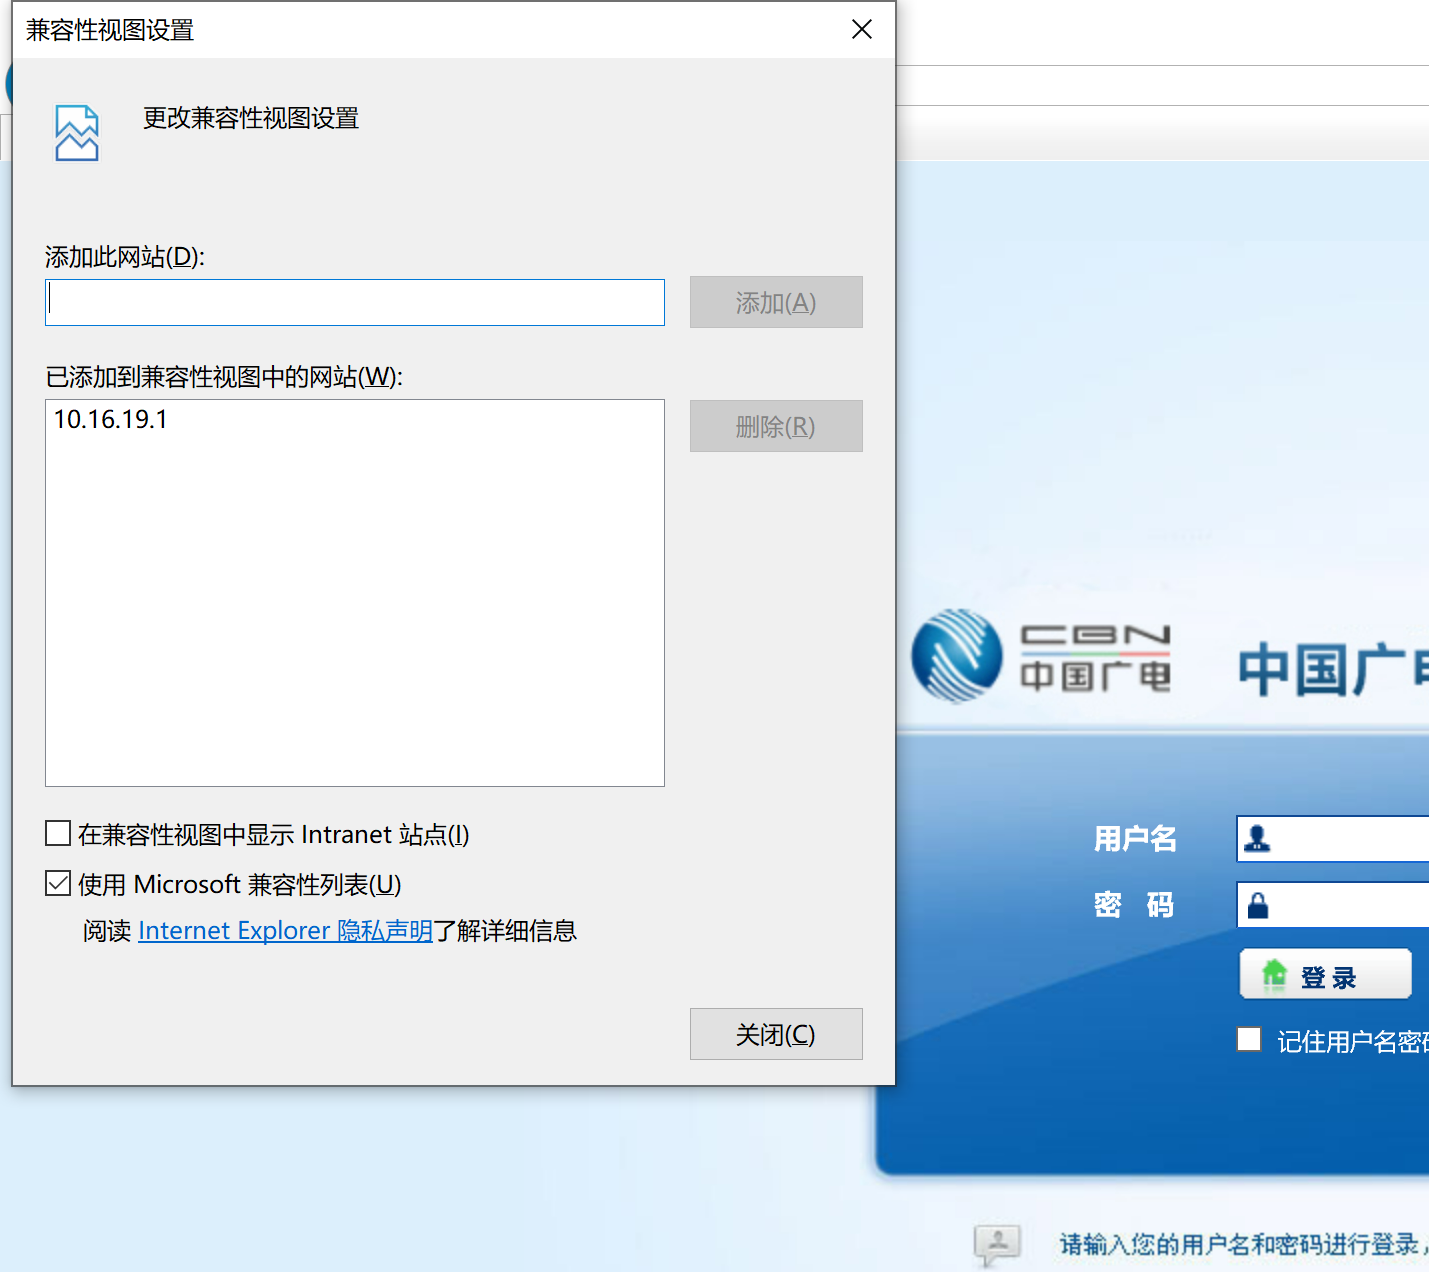 兼容性视图设置
更改兼容性视图设置
添加此网站(D):
添加(A)
已添加到兼容性视图中的网站(W):
10.16.19.1
删除(R)
在兼容性视图中显示 Intranet 站点(I)
使用 Microsoft 兼容性列表(U)
阅读 Internet Explorer 隐私声明了解详细信息
关闭(C)
CBN
中国广电
中国广电
用户名
密 码
登 录
记住用户名密码
请输入您的用户名和密码进行登录，